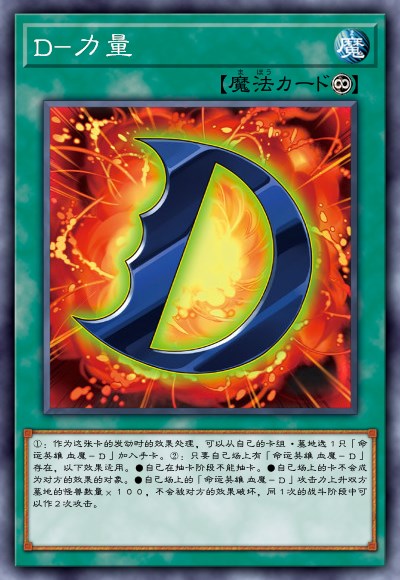 D-力量
魔
ま ほう
【魔法カード】
①：作为这张卡的发动时的效果处理，可以从自己的卡组·墓地选1只「命
运英雄 血魔－D」加入手卡。②：只要自己场上有「命运英雄 血魔－D」
存在，以下效果适用。●自己在抽卡阶段不能抽卡。●自己场上的卡不会成
为对方的效果的对象。●自己场上的「命运英雄 血魔－D」攻击力上升双方
墓地的怪兽数量×100，不会被对方的效果破坏，同1次的战斗阶段中可
以作2次攻击。